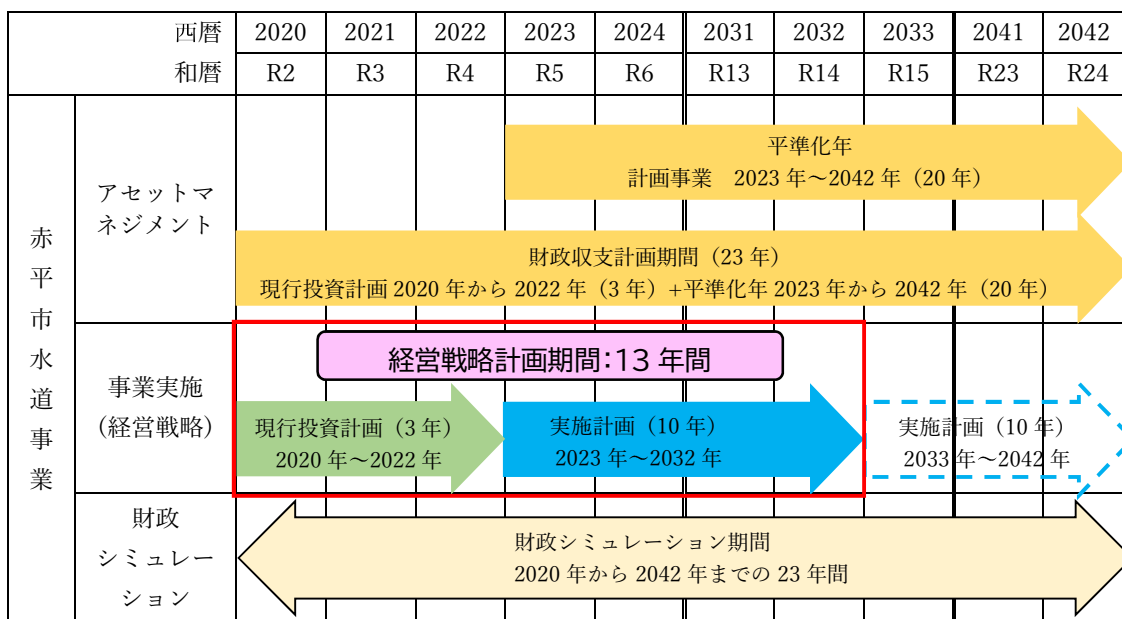 西暦 2020 2021 2022 2023 2024 2031 2032 2033 2041 2042
和暦 R2 R3 R4 R5 R6 R13 R14 R15 R23 R24
赤平市水道事業
アセットマ
ネジメント
平準化年
計画事業 2023 年～2042 年（20 年）
財政収支計画期間（23 年）
現行投資計画 2020 年から 2022 年（3 年）+平準化年 2023 年から 2042 年（20 年）
事業実施
(経営戦略)
経営戦略計画期間：13 年間
現行投資計画（3 年）
2020 年～2022 年
実施計画（10 年）
2023 年～2032 年
実施計画（10 年）
2033 年～2042 年
財政
シミュレー
ション
財政シミュレーション期間
2020 年から 2042 年までの 23 年間